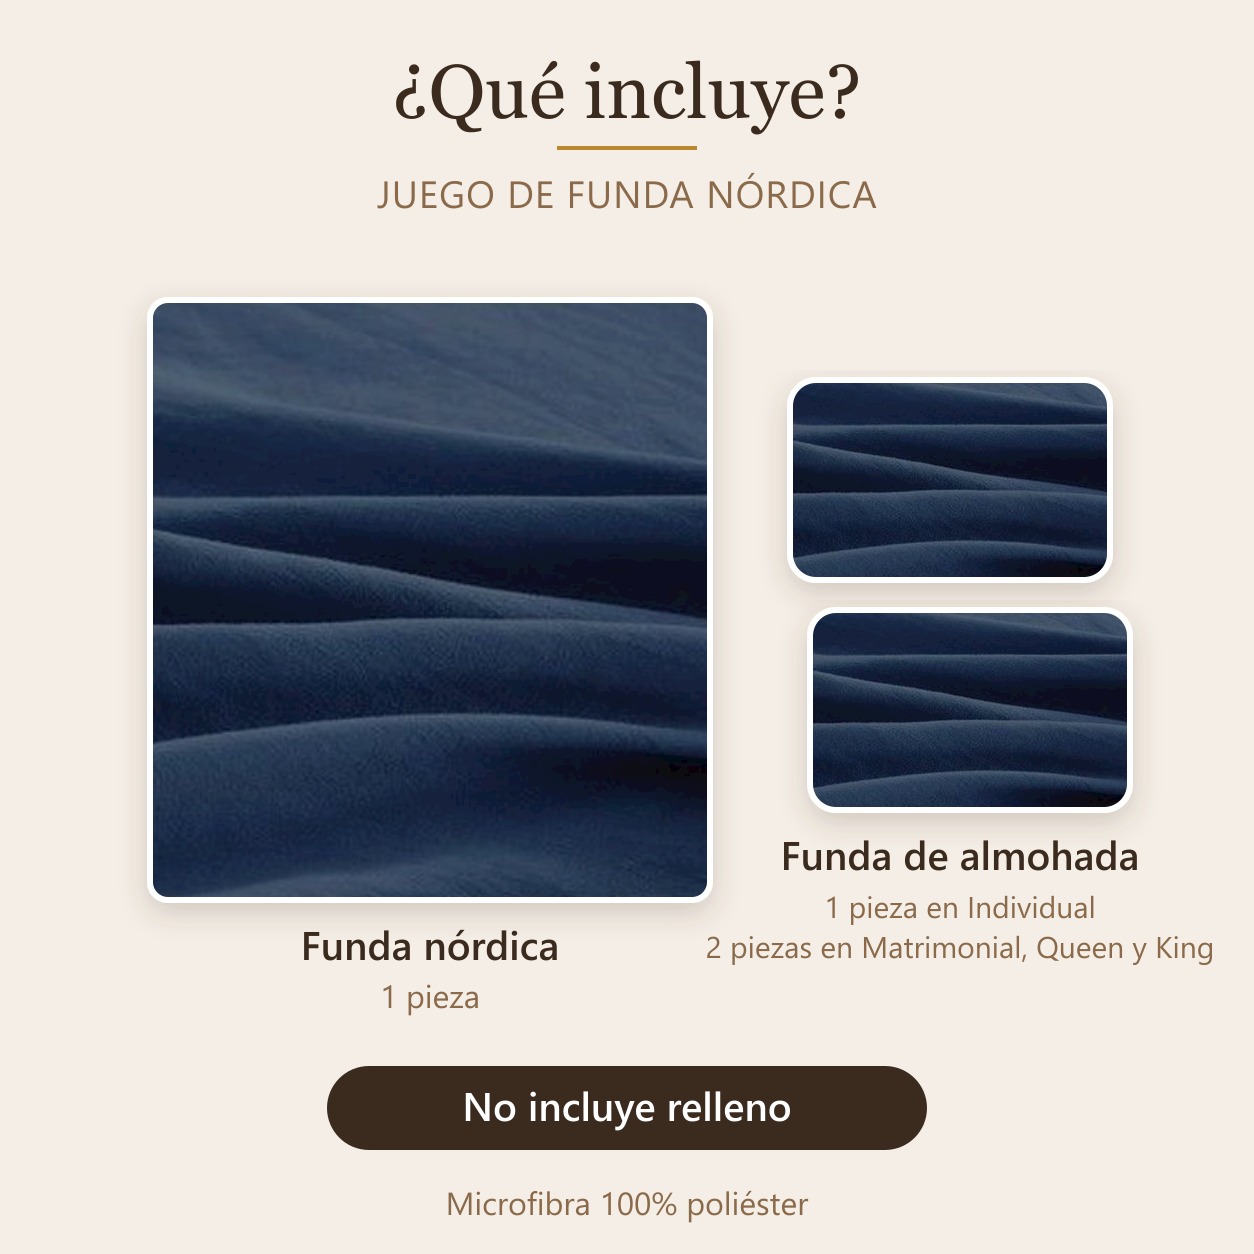 ¿Qué incluye?
JUEGO DE FUNDA NÓRDICA
Funda nórdica
1 pieza
Funda de almohada
1 pieza en Individual
2 piezas en Matrimonial, Queen y King
No incluye relleno
Microfibra 100% poliéster